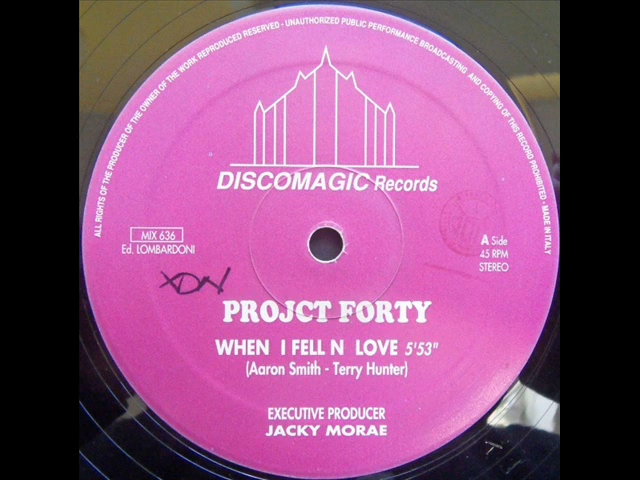 ALL RIGHTS OF THE PRODUCER OF THE OWNER OF THE WORK REPRODUCED RESERVED - UNAUTHORIZED PUBLIC PERFORMANCE BROADCASTING AND COPYING OF THIS RECORD PROHIBITED - MADE IN ITALY
DISCOMAGIC Records
MIX 636
Ed. LOMBARDONI
A Side
45 RPM
STEREO
PROJCT FORTY
WHEN I FELL N LOVE 5'53"
(Aaron Smith - Terry Hunter)
EXECUTIVE PRODUCER
JACKY MORAE